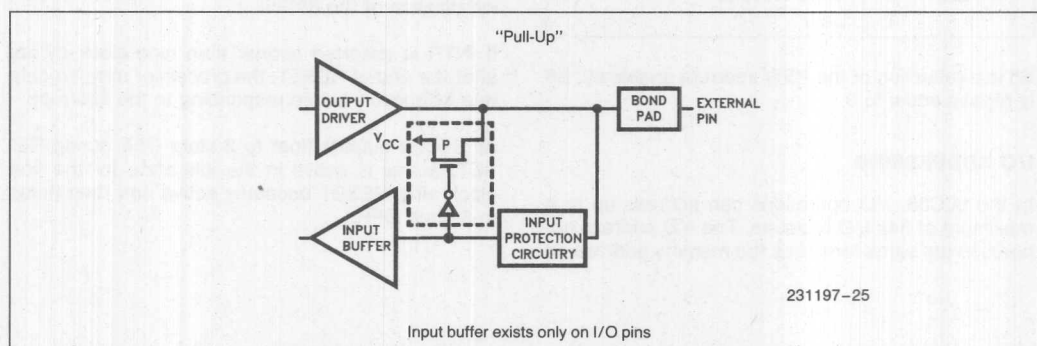 "Pull-Up"
OUTPUT
DRIVER
BOND
PAD
EXTERNAL
PIN
VCC
P
INPUT
BUFFER
INPUT
PROTECTION
CIRCUITRY
231197-25
Input buffer exists only on I/O pins